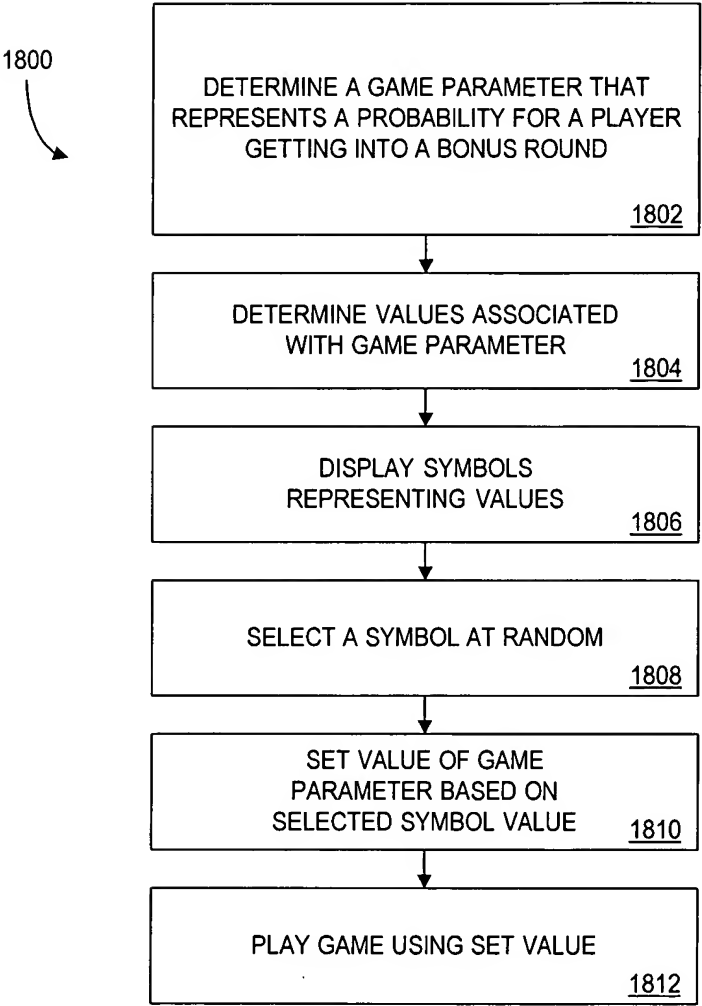 1800
DETERMINE A GAME PARAMETER THAT
REPRESENTS A PROBABILITY FOR A PLAYER
GETTING INTO A BONUS ROUND
1802
DETERMINE VALUES ASSOCIATED
WITH GAME PARAMETER
1804
DISPLAY SYMBOLS
REPRESENTING VALUES
1806
SELECT A SYMBOL AT RANDOM
1808
SET VALUE OF GAME
PARAMETER BASED ON
SELECTED SYMBOL VALUE
1810
PLAY GAME USING SET VALUE
1812